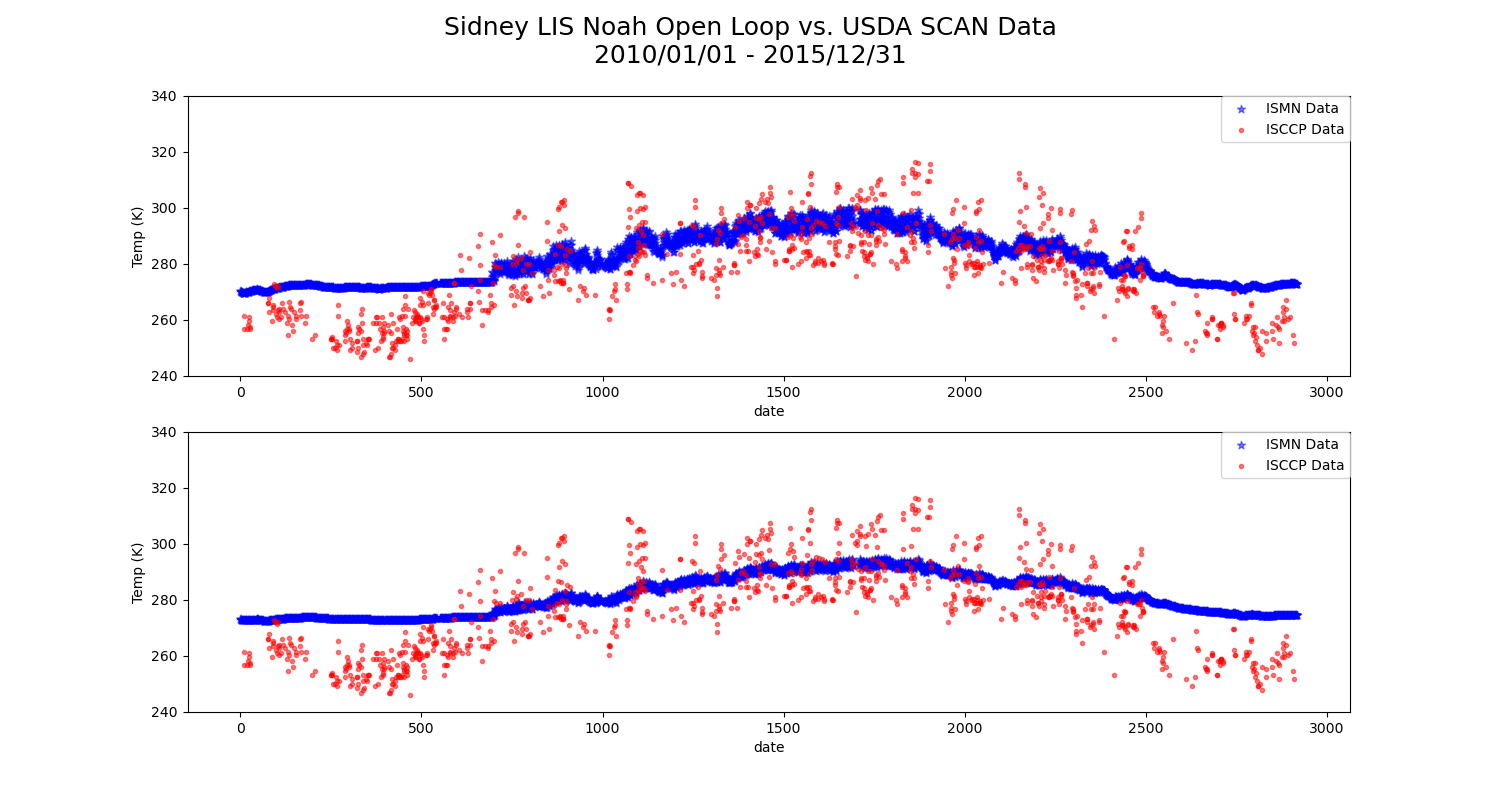 Sidney LIS Noah Open Loop vs. USDA SCAN Data
2010/01/01 - 2015/12/31
340
320
300
280
260
240
Temp (K)
ISMN Data
ISCCP Data
0 500 1000 1500 2000 2500 3000
date
340
320
300
280
260
240
Temp (K)
ISMN Data
ISCCP Data
0 500 1000 1500 2000 2500 3000
date